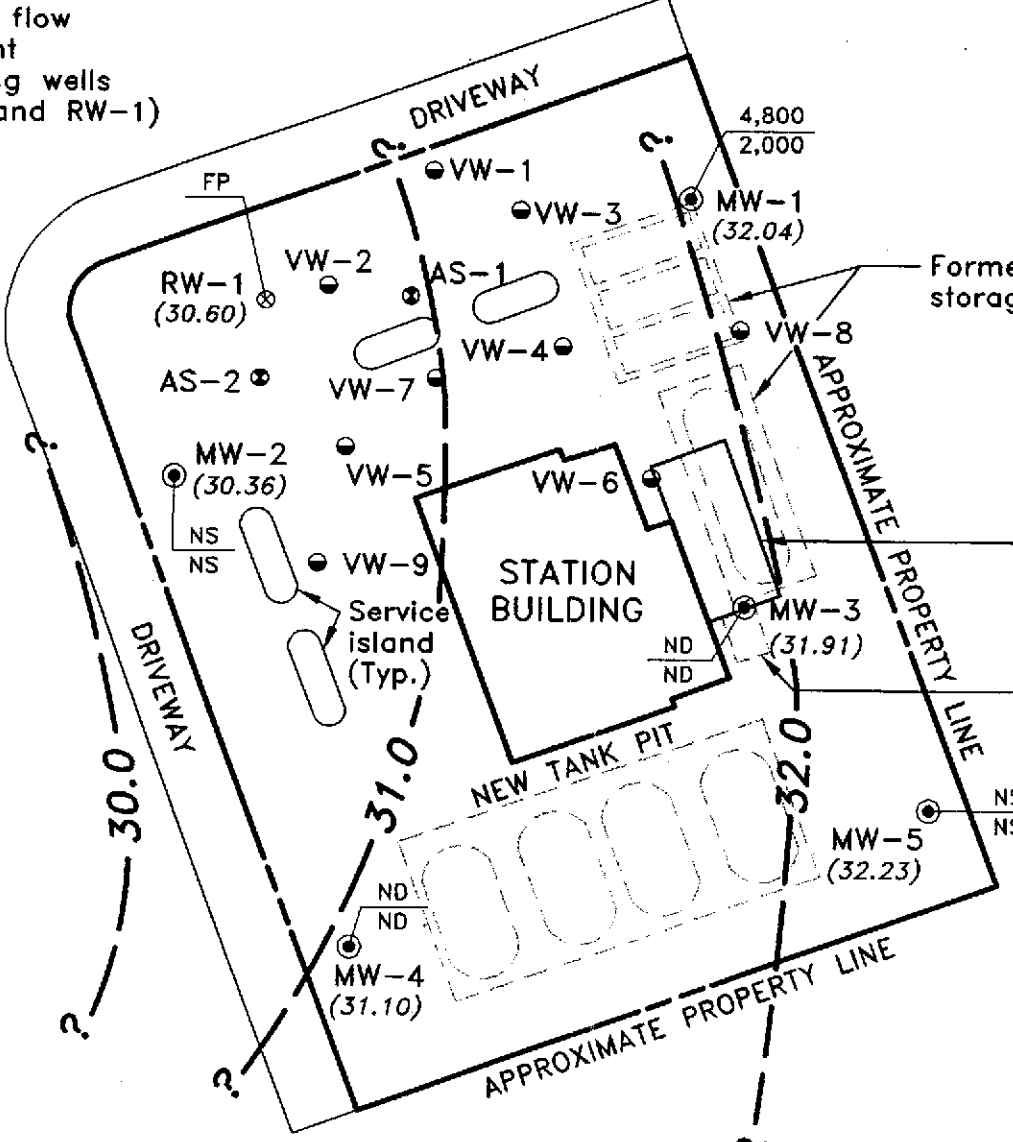 flow
g wells
and RW-1)
DRIVEWAY
4,800
2,000
?
?
VW-1
FP
VW-3
MW-1
(32.04)
VW-2
AS-1
RW-1
(30.60)
VW-4
VW-8
AS-2
VW-7
APPROXIMATE PROPERTY LINE
?
MW-2
(30.36)
VW-5
VW-6
NS
NS
VW-9
STATION
BUILDING
Service
island
(Typ.)
MW-3
(31.91)
ND
ND
DRIVEWAY
30.0
31.0
NEW TANK PIT
32.0
MW-5
(32.23)
ND
ND
MW-4
(31.10)
APPROXIMATE PROPERTY LINE
?
?